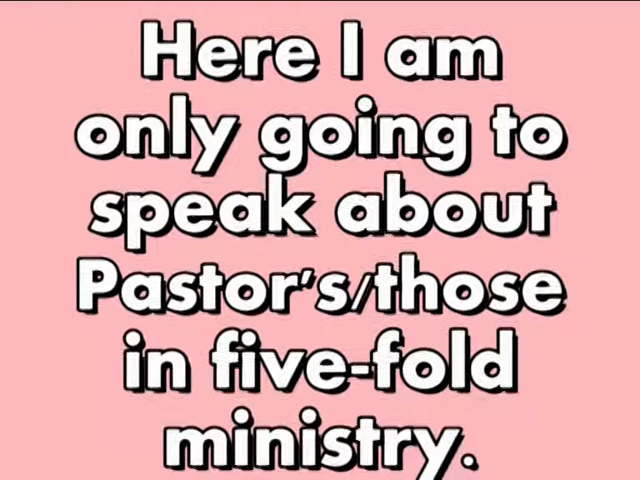 Here I am
only going to
speak about
Pastor's/those
in five-fold
ministry.